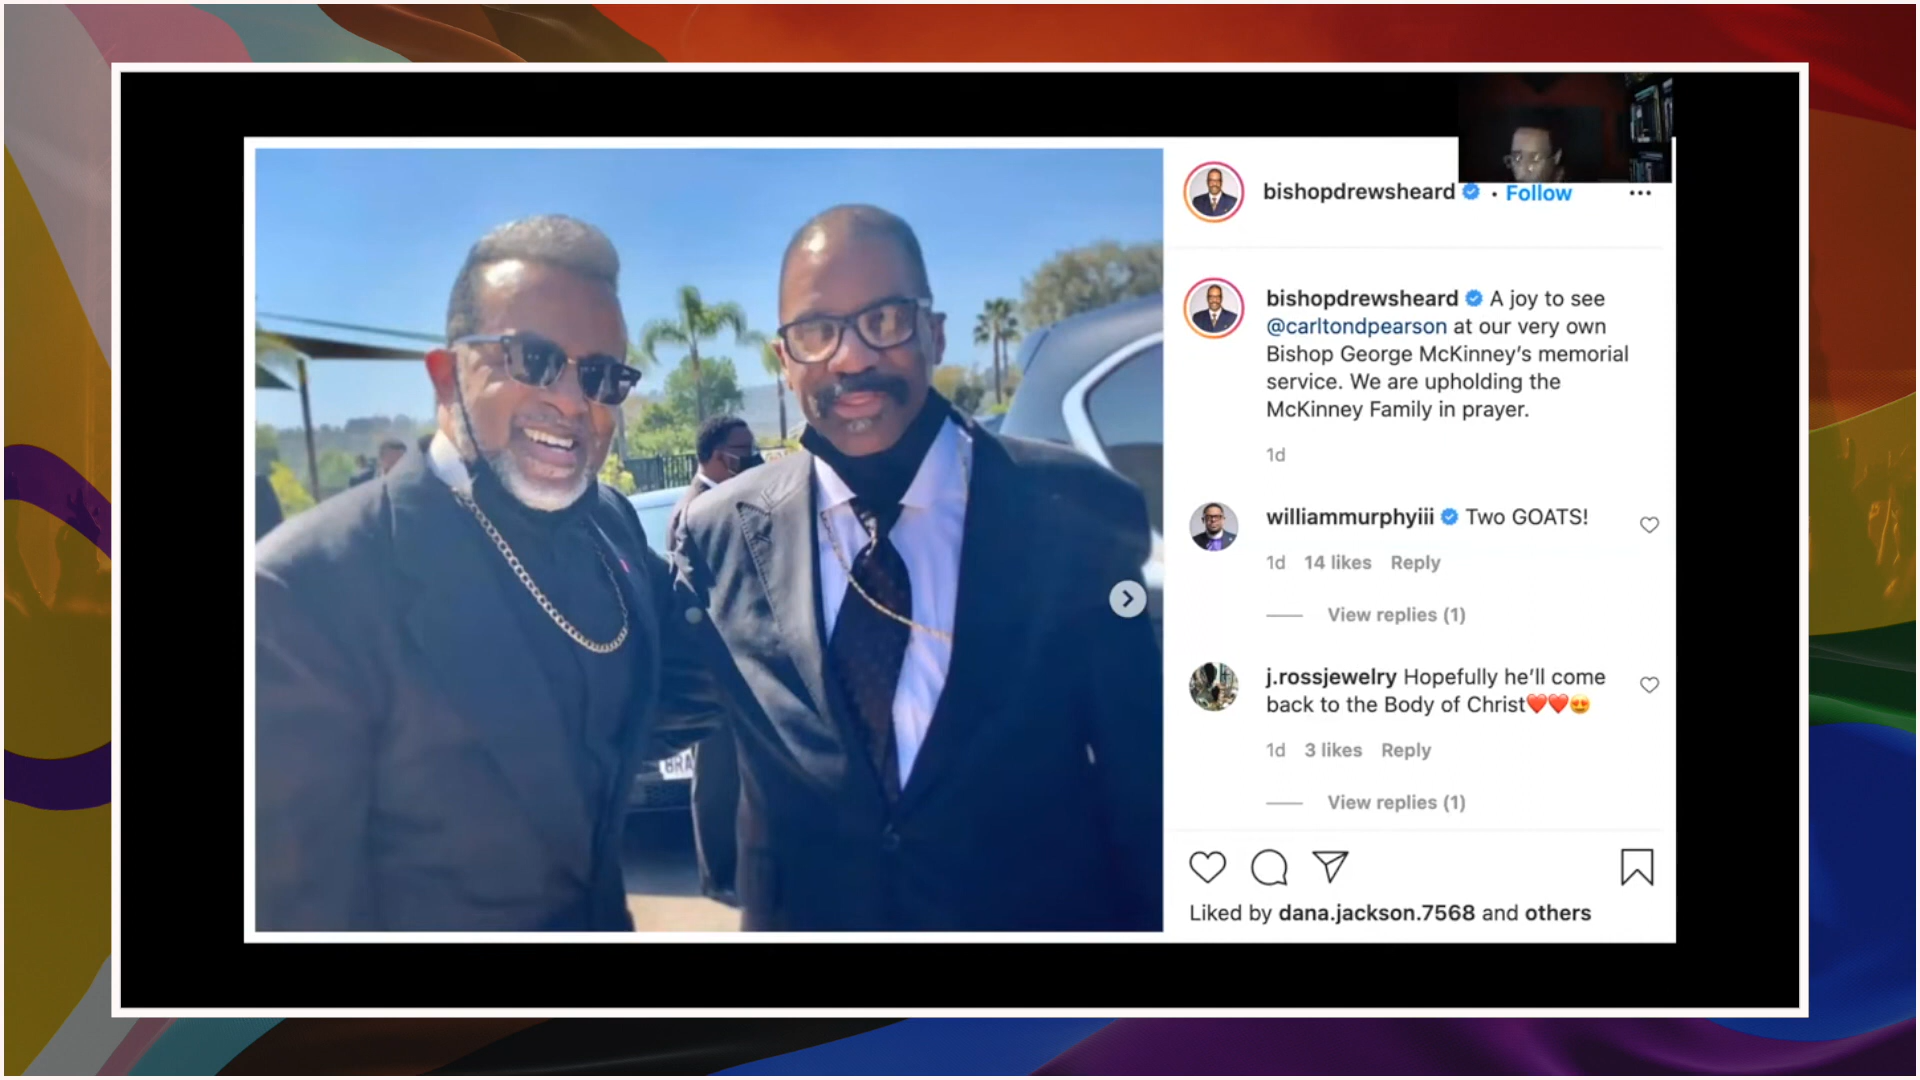 bishopdrewsheard • Follow
bishopdrewsheard A joy to see
@carltondpearson at our very own
Bishop George McKinney's memorial
service. We are upholding the
McKinney Family in prayer.
1d
williammurphyiii Two GOATS!
1d 14 likes Reply
View replies (1)
j.rossjewelry Hopefully he'll come
back to the Body of Christ❤️❤️😍
1d 3 likes Reply
View replies (1)
Liked by dana.jackson.7568 and others
BRA